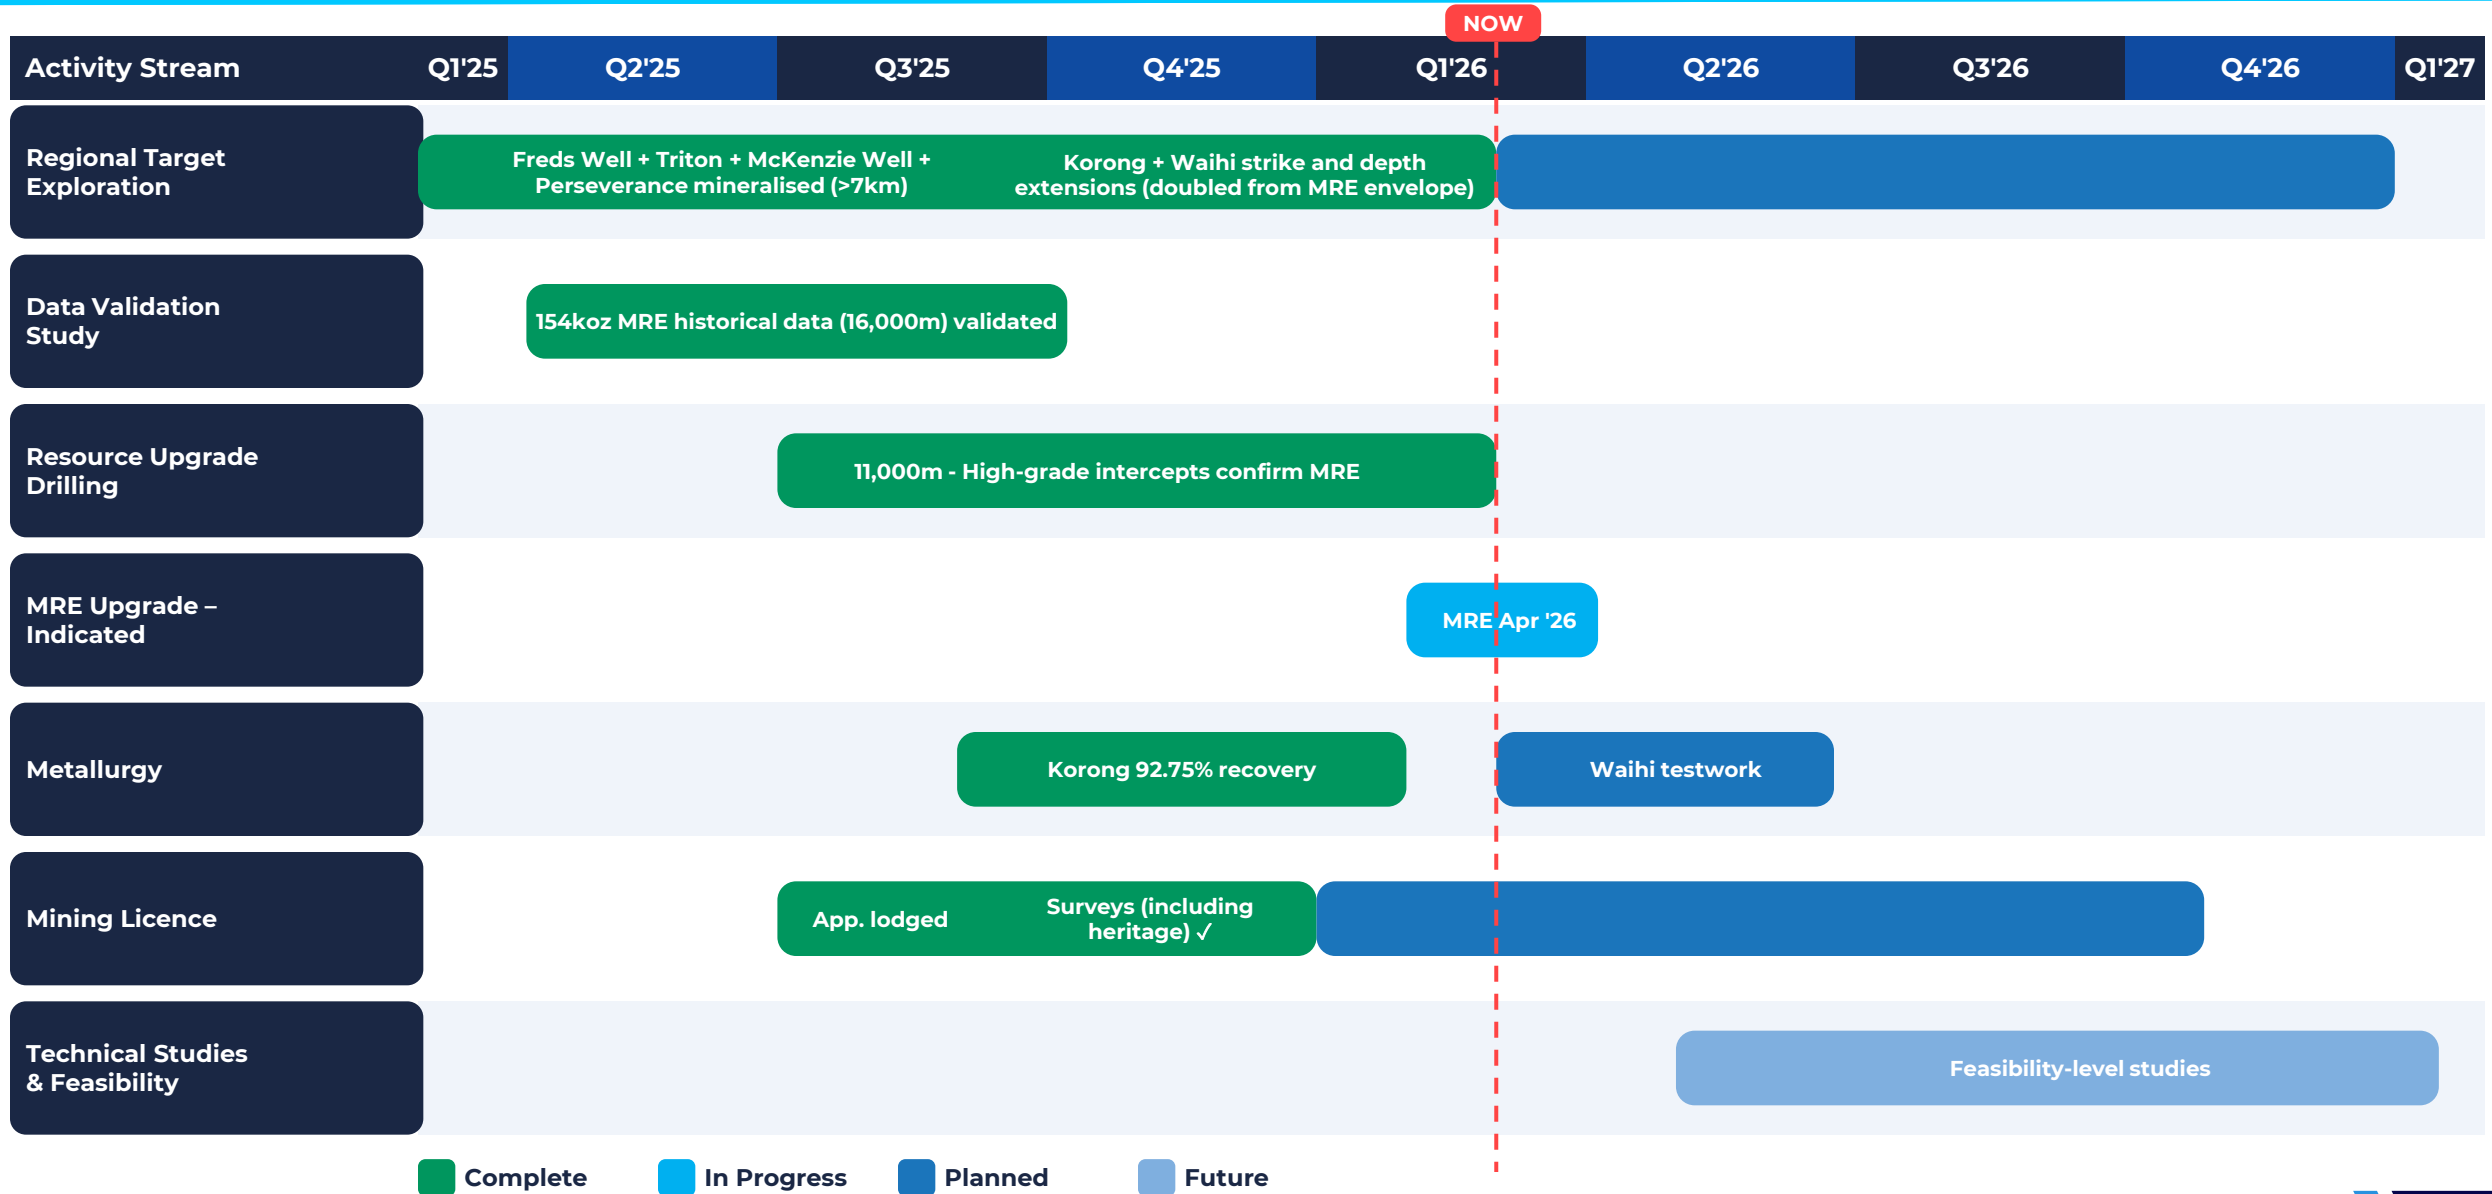 NOW
Activity Stream
Q1'25
Q2'25
Q3'25
Q4'25
Q1'26
Q2'26
Q3'26
Q4'26
Q1'27
Regional Target
Exploration
Freds Well + Triton + McKenzie Well +
Perseverance mineralised (>7km)
Korong + Waihi strike and depth
extensions (doubled from MRE envelope)
Data Validation
Study
154koz MRE historical data (16,000m) validated
Resource Upgrade
Drilling
11,000m - High-grade intercepts confirm MRE
MRE Upgrade –
Indicated
MRE Apr '26
Metallurgy
Korong 92.75% recovery
Waihi testwork
Mining Licence
App. lodged
Surveys (including
heritage) ✓
Technical Studies
& Feasibility
Feasibility-level studies
Complete
In Progress
Planned
Future